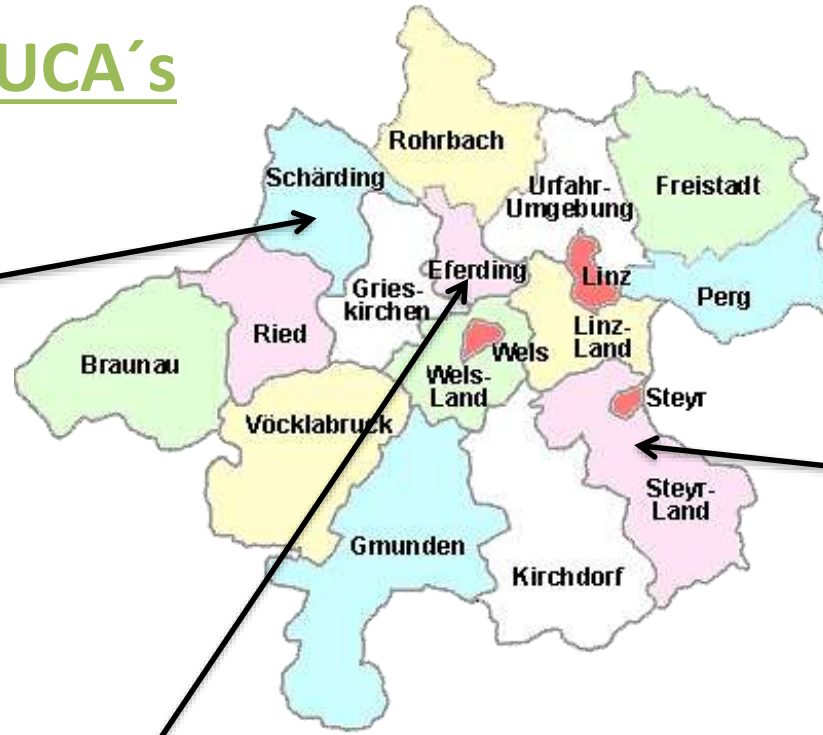 UCA´s
Rohrbach
Schärding
Urfahr-
Umgebung
Freistadt
Eferding
Linz
Gries-
kirchen
Perg
Ried
Linz-
Land
Braunau
Wels
Wels-
Land
Steyr
Vöcklabruck
Steyr-
Land
Gmunden
Kirchdorf